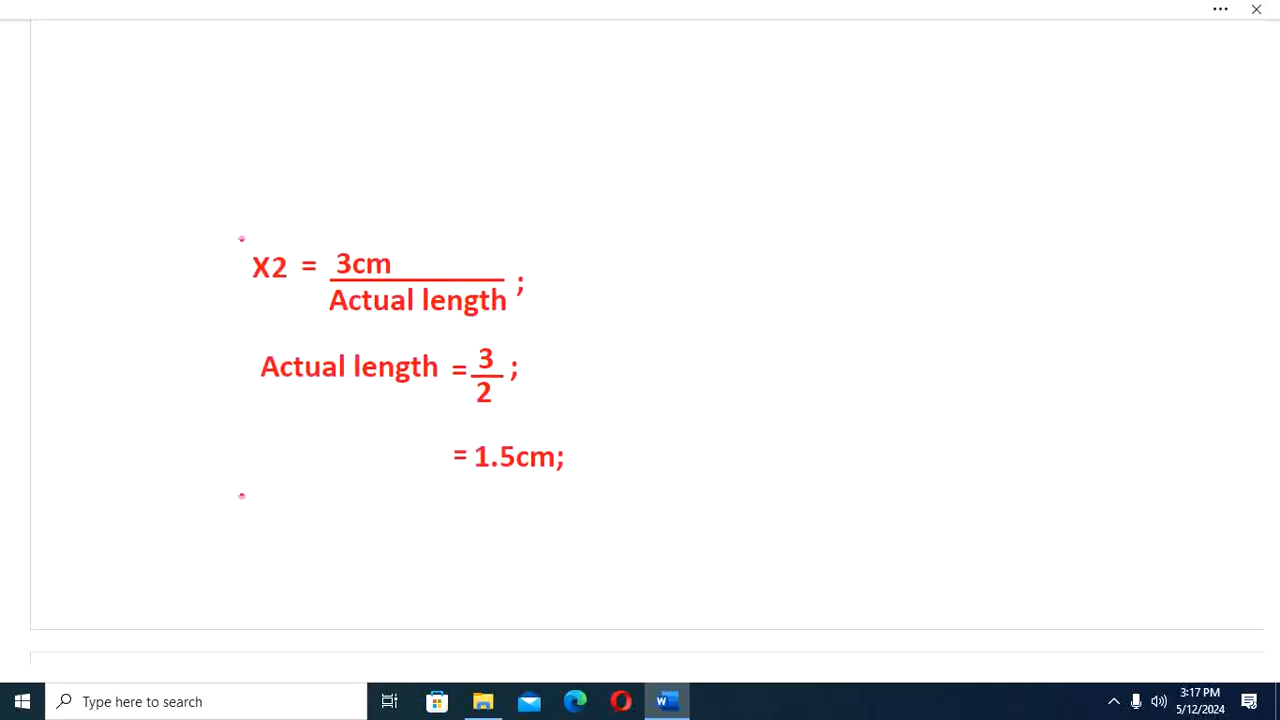 X2 = 3cm
Actual length ;
Actual length = 3
2 ;
= 1.5cm;
Type here to search
3:17 PM
5/12/2024